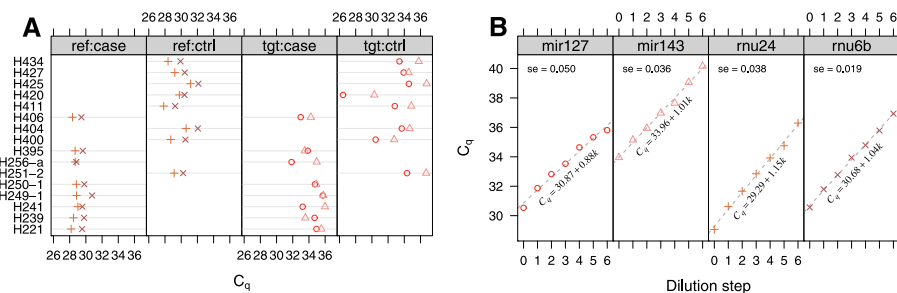 A
26 28 30 32 34 36
26 28 30 32 34 36
ref:case
ref:ctrl
tgt:case
tgt:ctrl
H434
H427
H425
H420
H411
H406
H404
H400
H395
H256-a
H251-2
H250-1
H249-1
H241
H239
H221
26 28 30 32 34 36
26 28 30 32 34 36
Cq
B
0 1 2 3 4 5 6
0 1 2 3 4 5 6
mir127
mir143
rnu24
rnu6b
se = 0.050
se = 0.036
se = 0.038
se = 0.019
40
38
36
34
32
30
Cq
Cq = 30.87 + 0.88k
Cq = 33.96 + 1.01k
Cq = 29.29 + 1.15k
Cq = 30.68 + 1.04k
0 1 2 3 4 5 6
0 1 2 3 4 5 6
Dilution step